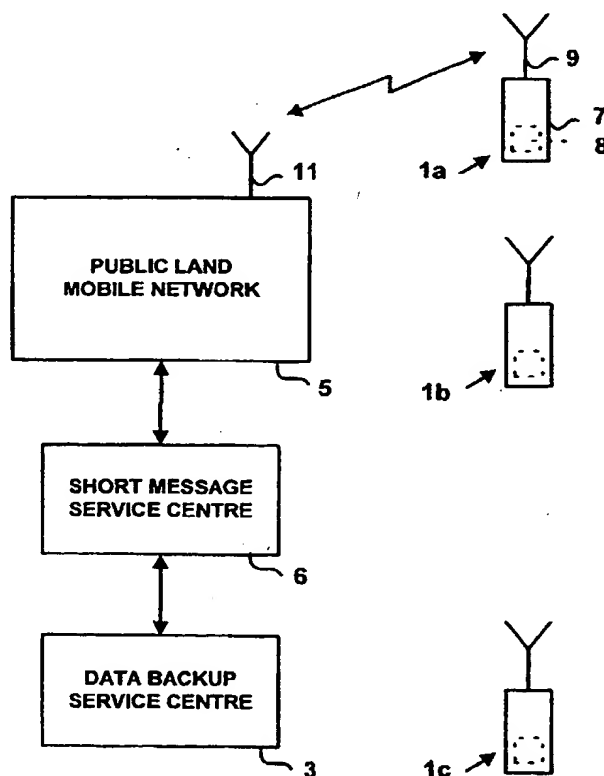 9
7
8
1a
11
PUBLIC LAND
MOBILE NETWORK
5
1b
SHORT MESSAGE
SERVICE CENTRE
6
DATA BACKUP
SERVICE CENTRE
3
1c